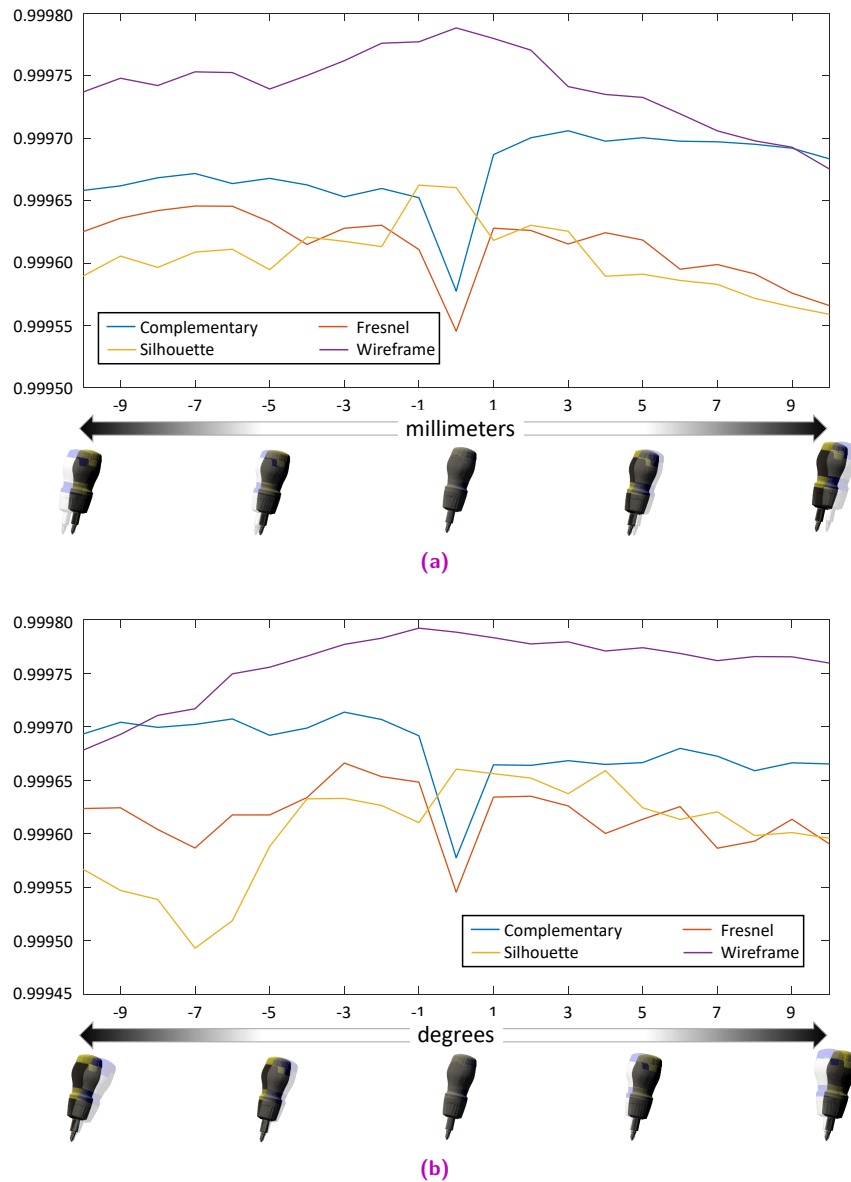 0.99980
0.99975
0.99970
0.99965
0.99960
0.99955
0.99950
Complementary Fresnel
Silhouette Wireframe
-9 -7 -5 -3 -1 1 3 5 7 9
millimeters
(a)
0.99980
0.99975
0.99970
0.99965
0.99960
0.99955
0.99950
0.99945
Complementary Fresnel
Silhouette Wireframe
-9 -7 -5 -3 -1 1 3 5 7 9
degrees
(b)